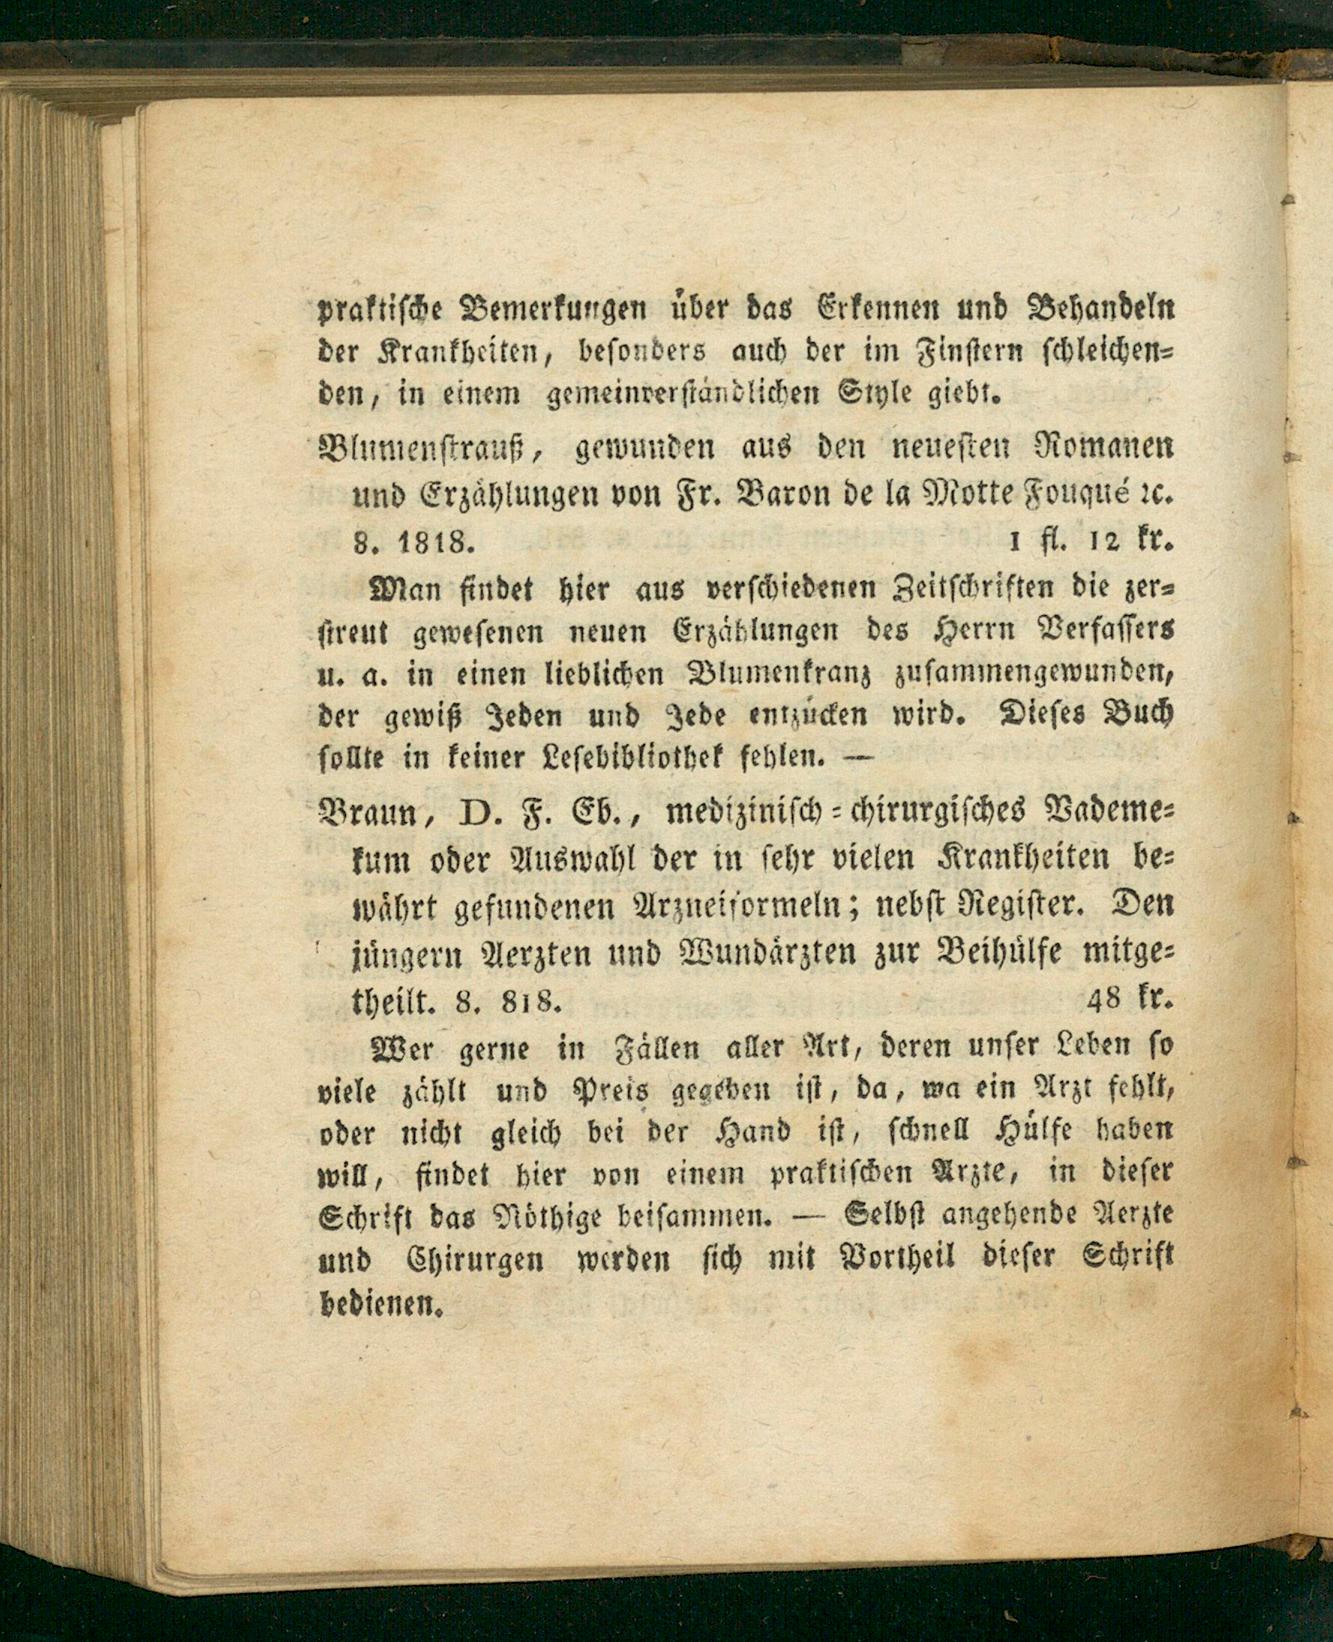 praktische Bemerkungen über das Erkennen und Behandeln
der Krankheiten, besonders auch der im Finstern schleichen=
den, in einem gemeinverständlichen Style giebt.
Blumenstrauß, gewunden aus den neuesten Romanen
und Erzählungen von Fr. Baron de la Motte Fouqué ꝛc.
8. 1818. 1 fl. 12 kr.
Man findet hier aus verschiedenen Zeitschriften die zer=
streut gewesenen neuen Erzählungen des Herrn Verfassers
u. a. in einen lieblichen Blumenkranz zusammengewunden,
der gewiß Jeden und Jede entzücken wird. Dieses Buch
sollte in keiner Lesebibliothek fehlen. —
Braun, D. F. Eb., medizinisch=chirurgisches Vademe=
kum oder Auswahl der in sehr vielen Krankheiten be=
währt gefundenen Arzneiformeln; nebst Register. Den
jüngern Aerzten und Wundärzten zur Beihülfe mitge=
theilt. 8. 818. 48 kr.
Wer gerne in Fällen aller Art, deren unser Leben so
viele zählt und Preis gegeben ist, da, wa ein Arzt fehlt,
oder nicht gleich bei der Hand ist, schnell Hülfe haben
will, findet hier von einem praktischen Arzte, in dieser
Schrift das Nöthige beisammen. — Selbst angehende Aerzte
und Chirurgen werden sich mit Vortheil dieser Schrift
bedienen.